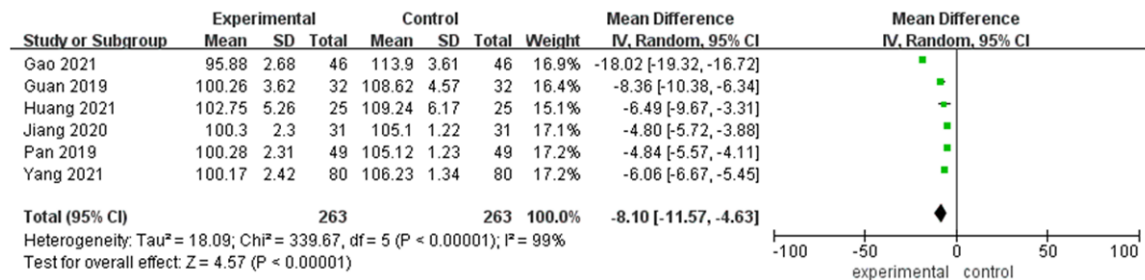 Experimental Control Mean Difference Mean Difference
Study or Subgroup Mean SD Total Mean SD Total Weight IV, Random, 95% CI IV, Random, 95% CI
Gao 2021 95.88 2.68 46 113.9 3.61 46 16.9% -18.02 [-19.32, -16.72]
Guan 2019 100.26 3.62 32 108.62 4.57 32 16.4% -8.36 [-10.38, -6.34]
Huang 2021 102.75 5.26 25 109.24 6.17 25 15.1% -6.49 [-9.67, -3.31]
Jiang 2020 100.3 2.3 31 105.1 1.22 31 17.1% -4.80 [-5.72, -3.88]
Pan 2019 100.28 2.31 49 105.12 1.23 49 17.2% -4.84 [-5.57, -4.11]
Yang 2021 100.17 2.42 80 106.23 1.34 80 17.2% -6.06 [-6.67, -5.45]
Total (95% CI) 263 263 100.0% -8.10 [-11.57, -4.63]
Heterogeneity: Tau² = 18.09; Chi² = 339.67, df = 5 (P < 0.00001); I² = 99%
Test for overall effect: Z = 4.57 (P < 0.00001)
-100 -50 0 50 100
experimental control